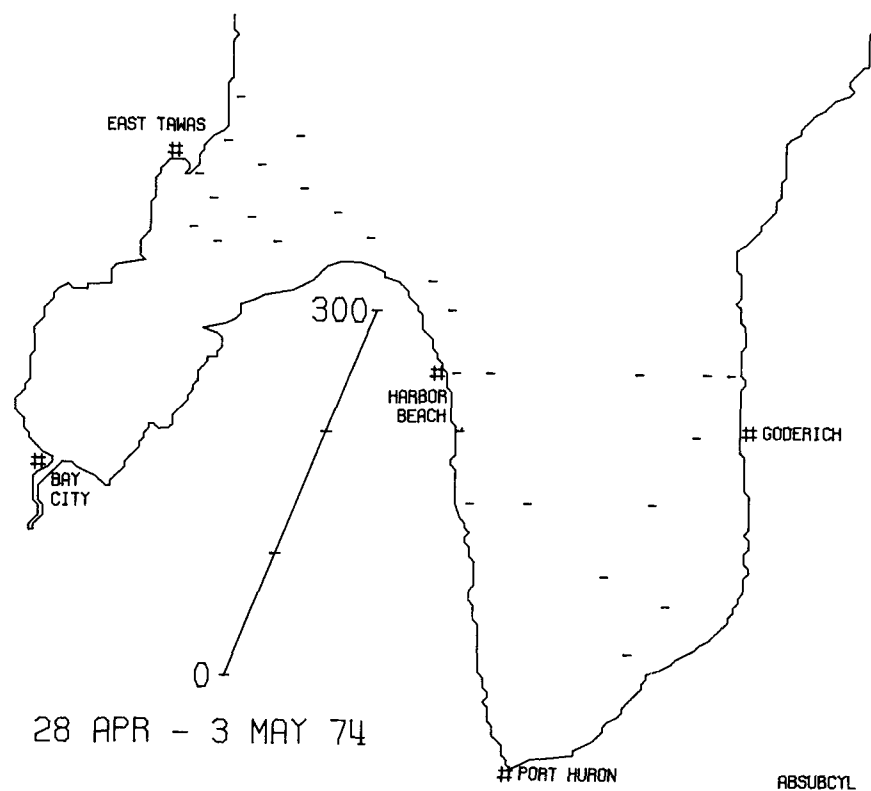 EAST TAWAS
300
HARBOR
BEACH
GODERICH
BAY
CITY
0
28 APR - 3 MAY 74
PORT HURON
ABSUBCYL